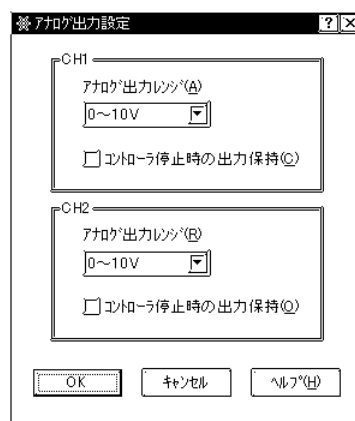 ｱﾅﾛｸﾞ出力設定
CH1
ｱﾅﾛｸﾞ出力ﾚﾝｼﾞ(A)
0～10V
ｺﾝﾄﾛｰﾗ停止時の出力保持(C)
CH2
ｱﾅﾛｸﾞ出力ﾚﾝｼﾞ(R)
0～10V
ｺﾝﾄﾛｰﾗ停止時の出力保持(O)
OK ｷｬﾝｾﾙ ﾍﾙﾌﾟ(H)